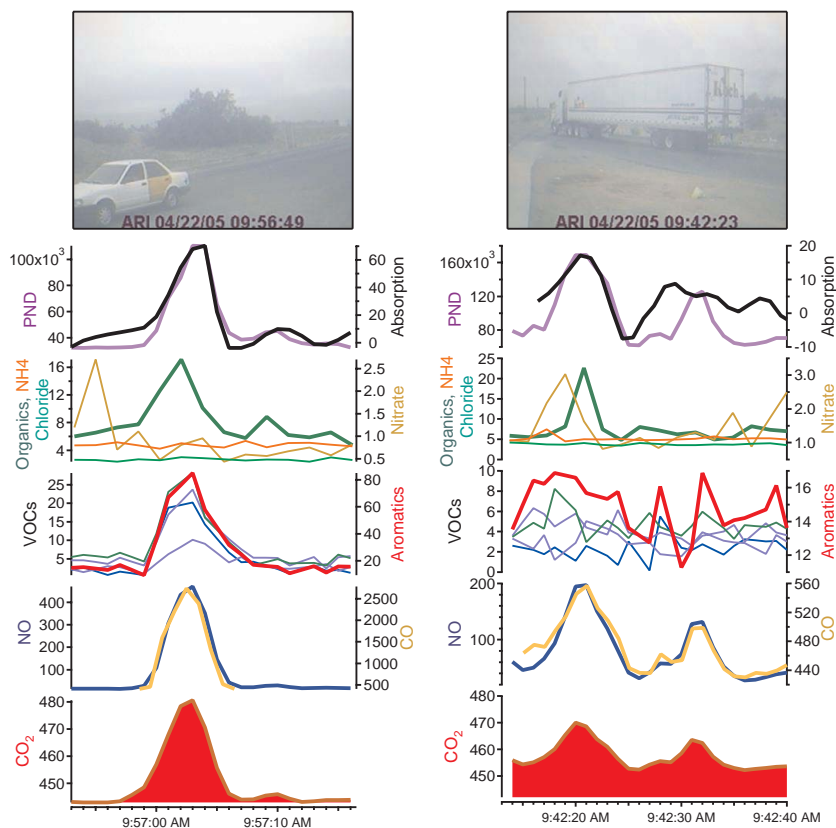 ARI 04/22/05 09:56:49
ARI 04/22/05 09:42:23
100x10³
80
60
40
PND
60
40
20
0
Absorption
160x10³
120
80
PND
20
10
0
-10
Absorption
16
12
8
4
Organics, NH4
Chloride
2.5
2.0
1.5
1.0
0.5
Nitrate
25
20
15
10
5
0
Organics, NH4
Chloride
3.0
2.0
1.0
Nitrate
25
20
15
10
5
VOCs
80
60
40
20
Aromatics
10
8
6
4
2
0
VOCs
16
14
12
Aromatics
400
300
200
100
NO
2500
2000
1500
1000
500
CO
200
100
NO
560
520
480
440
CO
480
470
460
450
CO₂
9:57:00 AM
9:57:10 AM
480
470
460
450
CO₂
9:42:20 AM
9:42:30 AM
9:42:40 AM